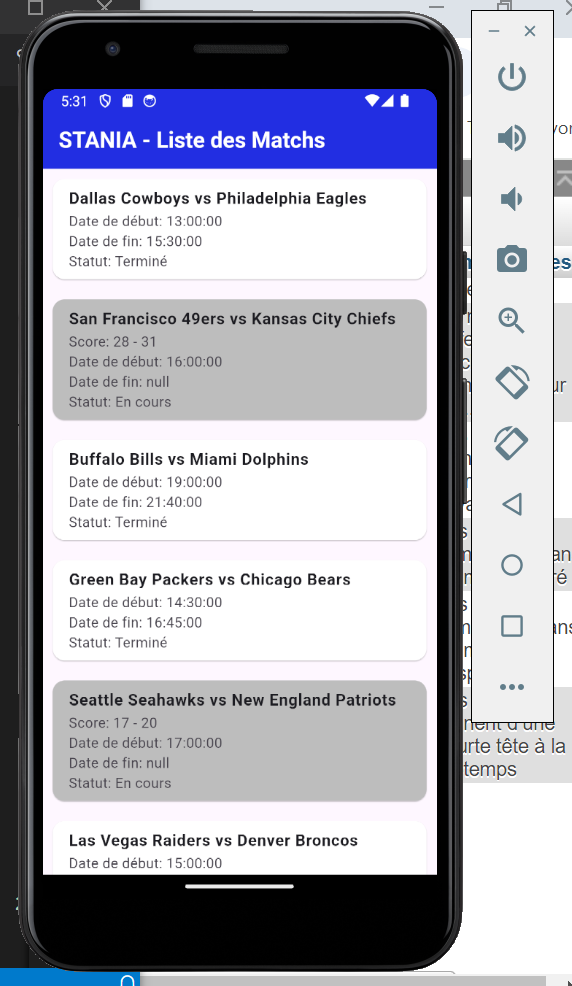 5:31
STANIA - Liste des Matchs
Dallas Cowboys vs Philadelphia Eagles
Date de début: 13:00:00
Date de fin: 15:30:00
Statut: Terminé
San Francisco 49ers vs Kansas City Chiefs
Score: 28 - 31
Date de début: 16:00:00
Date de fin: null
Statut: En cours
Buffalo Bills vs Miami Dolphins
Date de début: 19:00:00
Date de fin: 21:40:00
Statut: Terminé
Green Bay Packers vs Chicago Bears
Date de début: 14:30:00
Date de fin: 16:45:00
Statut: Terminé
Seattle Seahawks vs New England Patriots
Score: 17 - 20
Date de début: 17:00:00
Date de fin: null
Statut: En cours
Las Vegas Raiders vs Denver Broncos
Date de début: 15:00:00
d'une
tête à la
temps